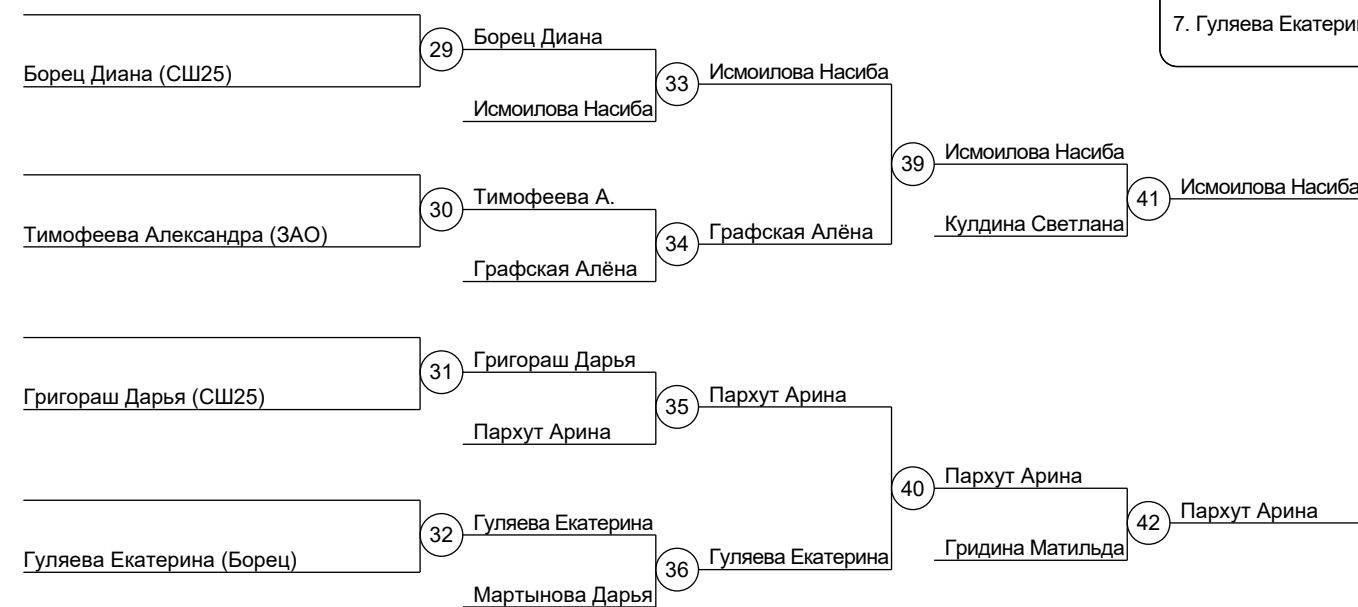 7. Гуляева
Борец Диана
29
Борец Диана (СШ25)
Исмоилова Насиба
33
Исмоилова Насиба
Исмоилова Насиба
39
Исмоилова Насиба
41
Тимофеева А.
30
Тимофеева Александра (ЗАО)
Графская Алёна
34
Кулдина Светлана
Графская Алёна
Григораш Дарья
31
Григораш Дарья (СШ25)
Пархут Арина
35
Пархут Арина
Пархут Арина
40
Пархут Арина
42
Гуляева Екатерина
32
Гуляева Екатерина (Борец)
Гуляева Екатерина
36
Гридина Матильда
Мартынова Дарья